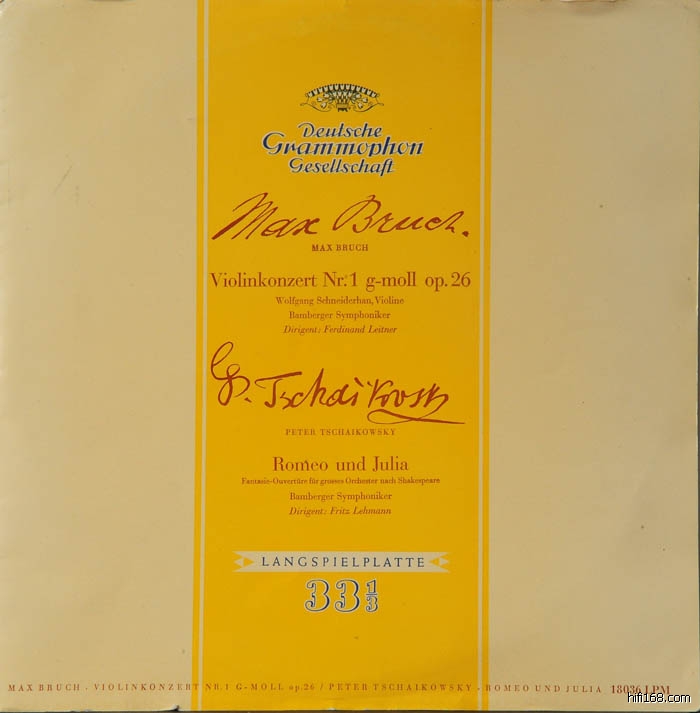 Deutsche
Grammophon
Gesellschaft
Max Bruch.
MAX BRUCH
Violinkonzert Nr. 1 g-moll op. 26
Wolfgang Schneiderhan, Violine
Bamberger Symphoniker
Dirigent: Ferdinand Leitner
P. Tschaikovsky
PETER TSCHAIKOWSKY
Romeo und Julia
Fantasie-Ouvertüre für grosses Orchester nach Shakespeare
Bamberger Symphoniker
Dirigent: Fritz Lehmann
LANGSPIELPLATTE
33 1/3
MAX BRUCH · VIOLINKONZERT NR. 1 G-MOLL op. 26 / PETER TSCHAIKOWSKY · ROMEO UND JULIA 18036 LPM
hifi168.com